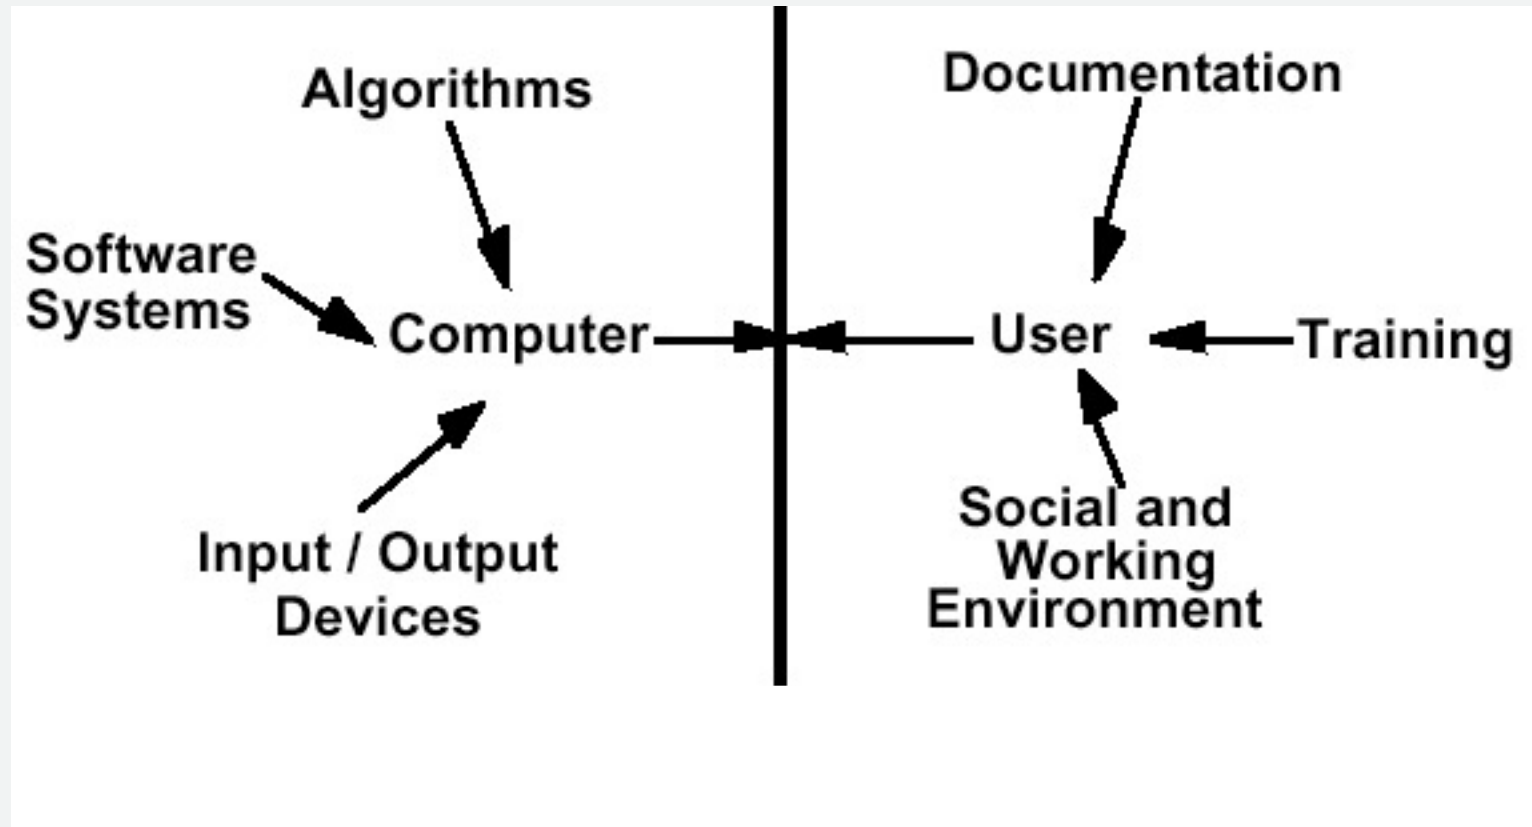 Algorithms
Documentation
Software
Systems
Computer
User
Training
Input / Output
Devices
Social and
Working
Environment